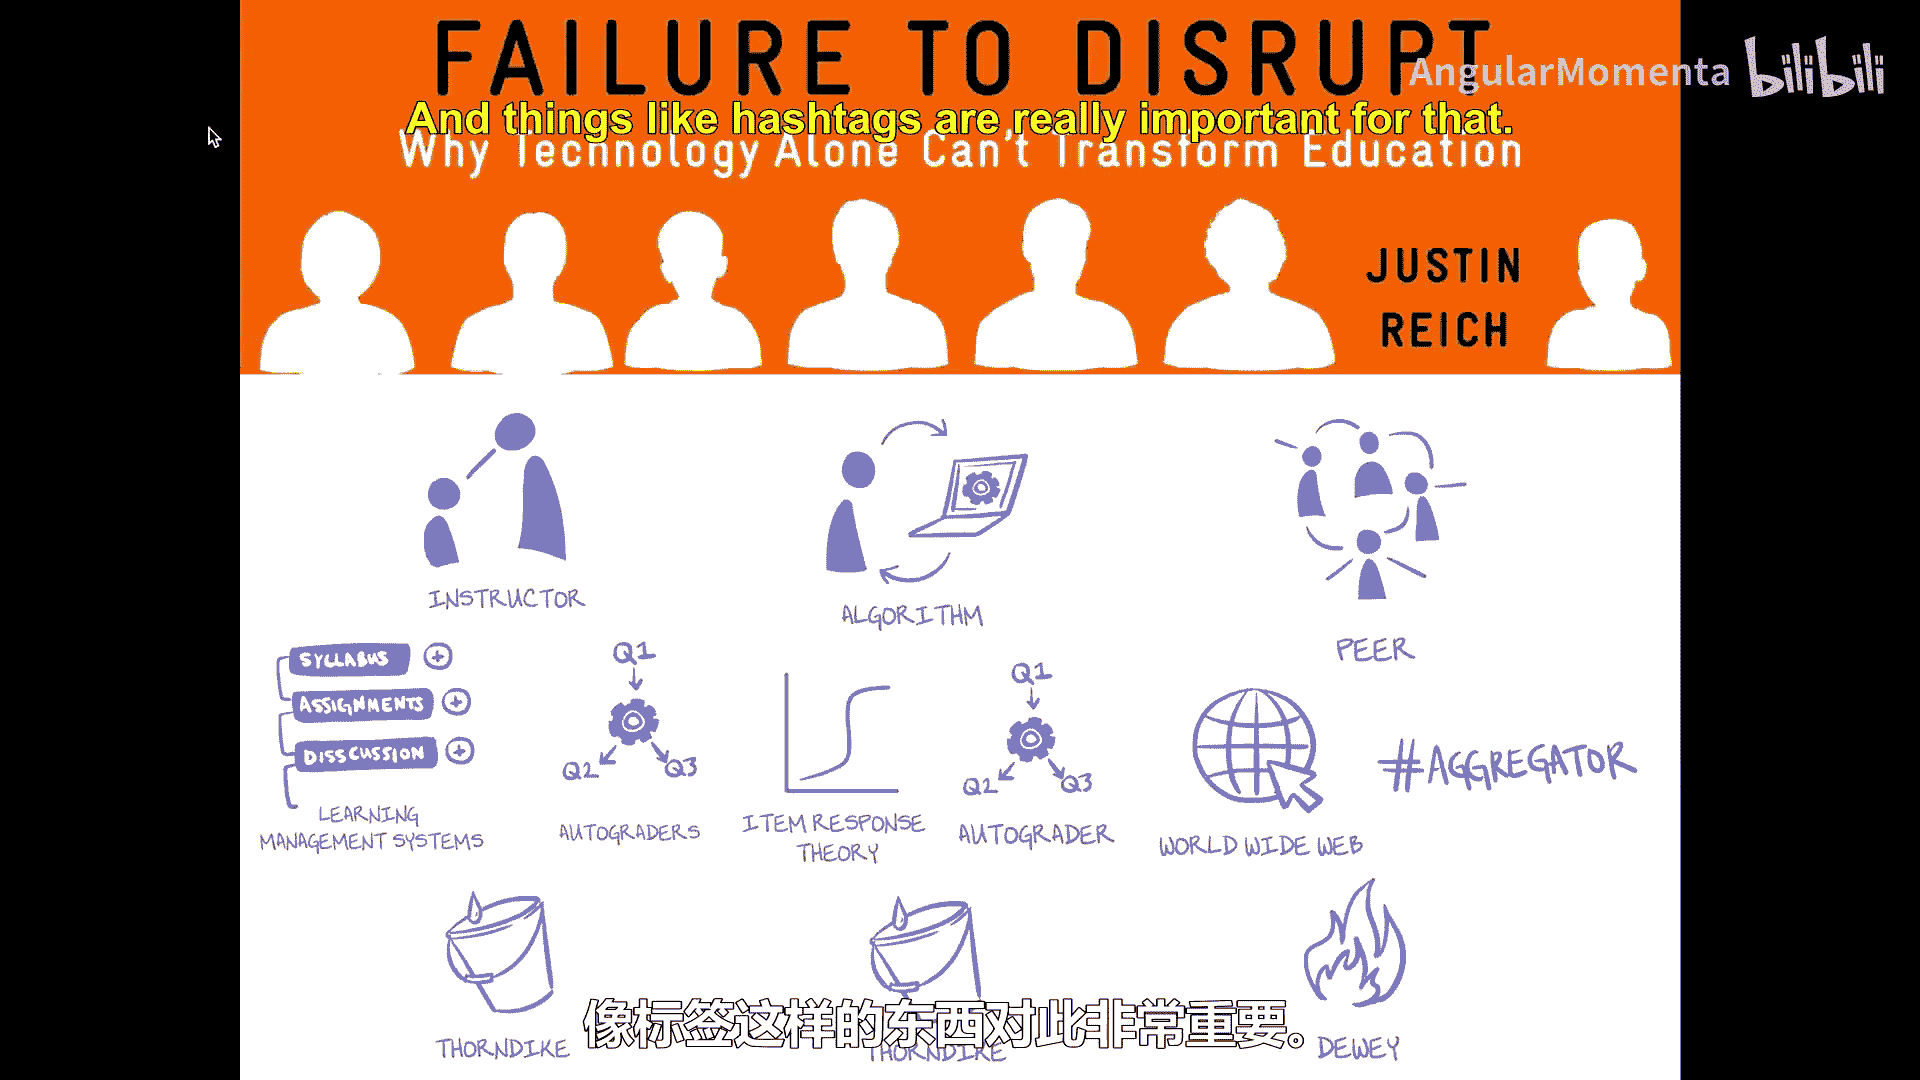 FAILURE TO DISRUPT
AngularMomenta bilibili
And things like hashtags are really important for that.
Why Technology Alone Can't Transform Education
JUSTIN
REICH
INSTRUCTOR
ALGORITHM
PEER
SYLLABUS
ASSIGNMENTS
DISSCUSSION
LEARNING
MANAGEMENT SYSTEMS
Q1
Q2 Q3
AUTOGRADERS
ITEM RESPONSE
THEORY
Q1
Q2 Q3
AUTOGRADER
WORLD WIDE WEB
#AGGREGATOR
像标签这样的东西对此非常重要。
THORNDIKE
THORNDIKE
DEWEY